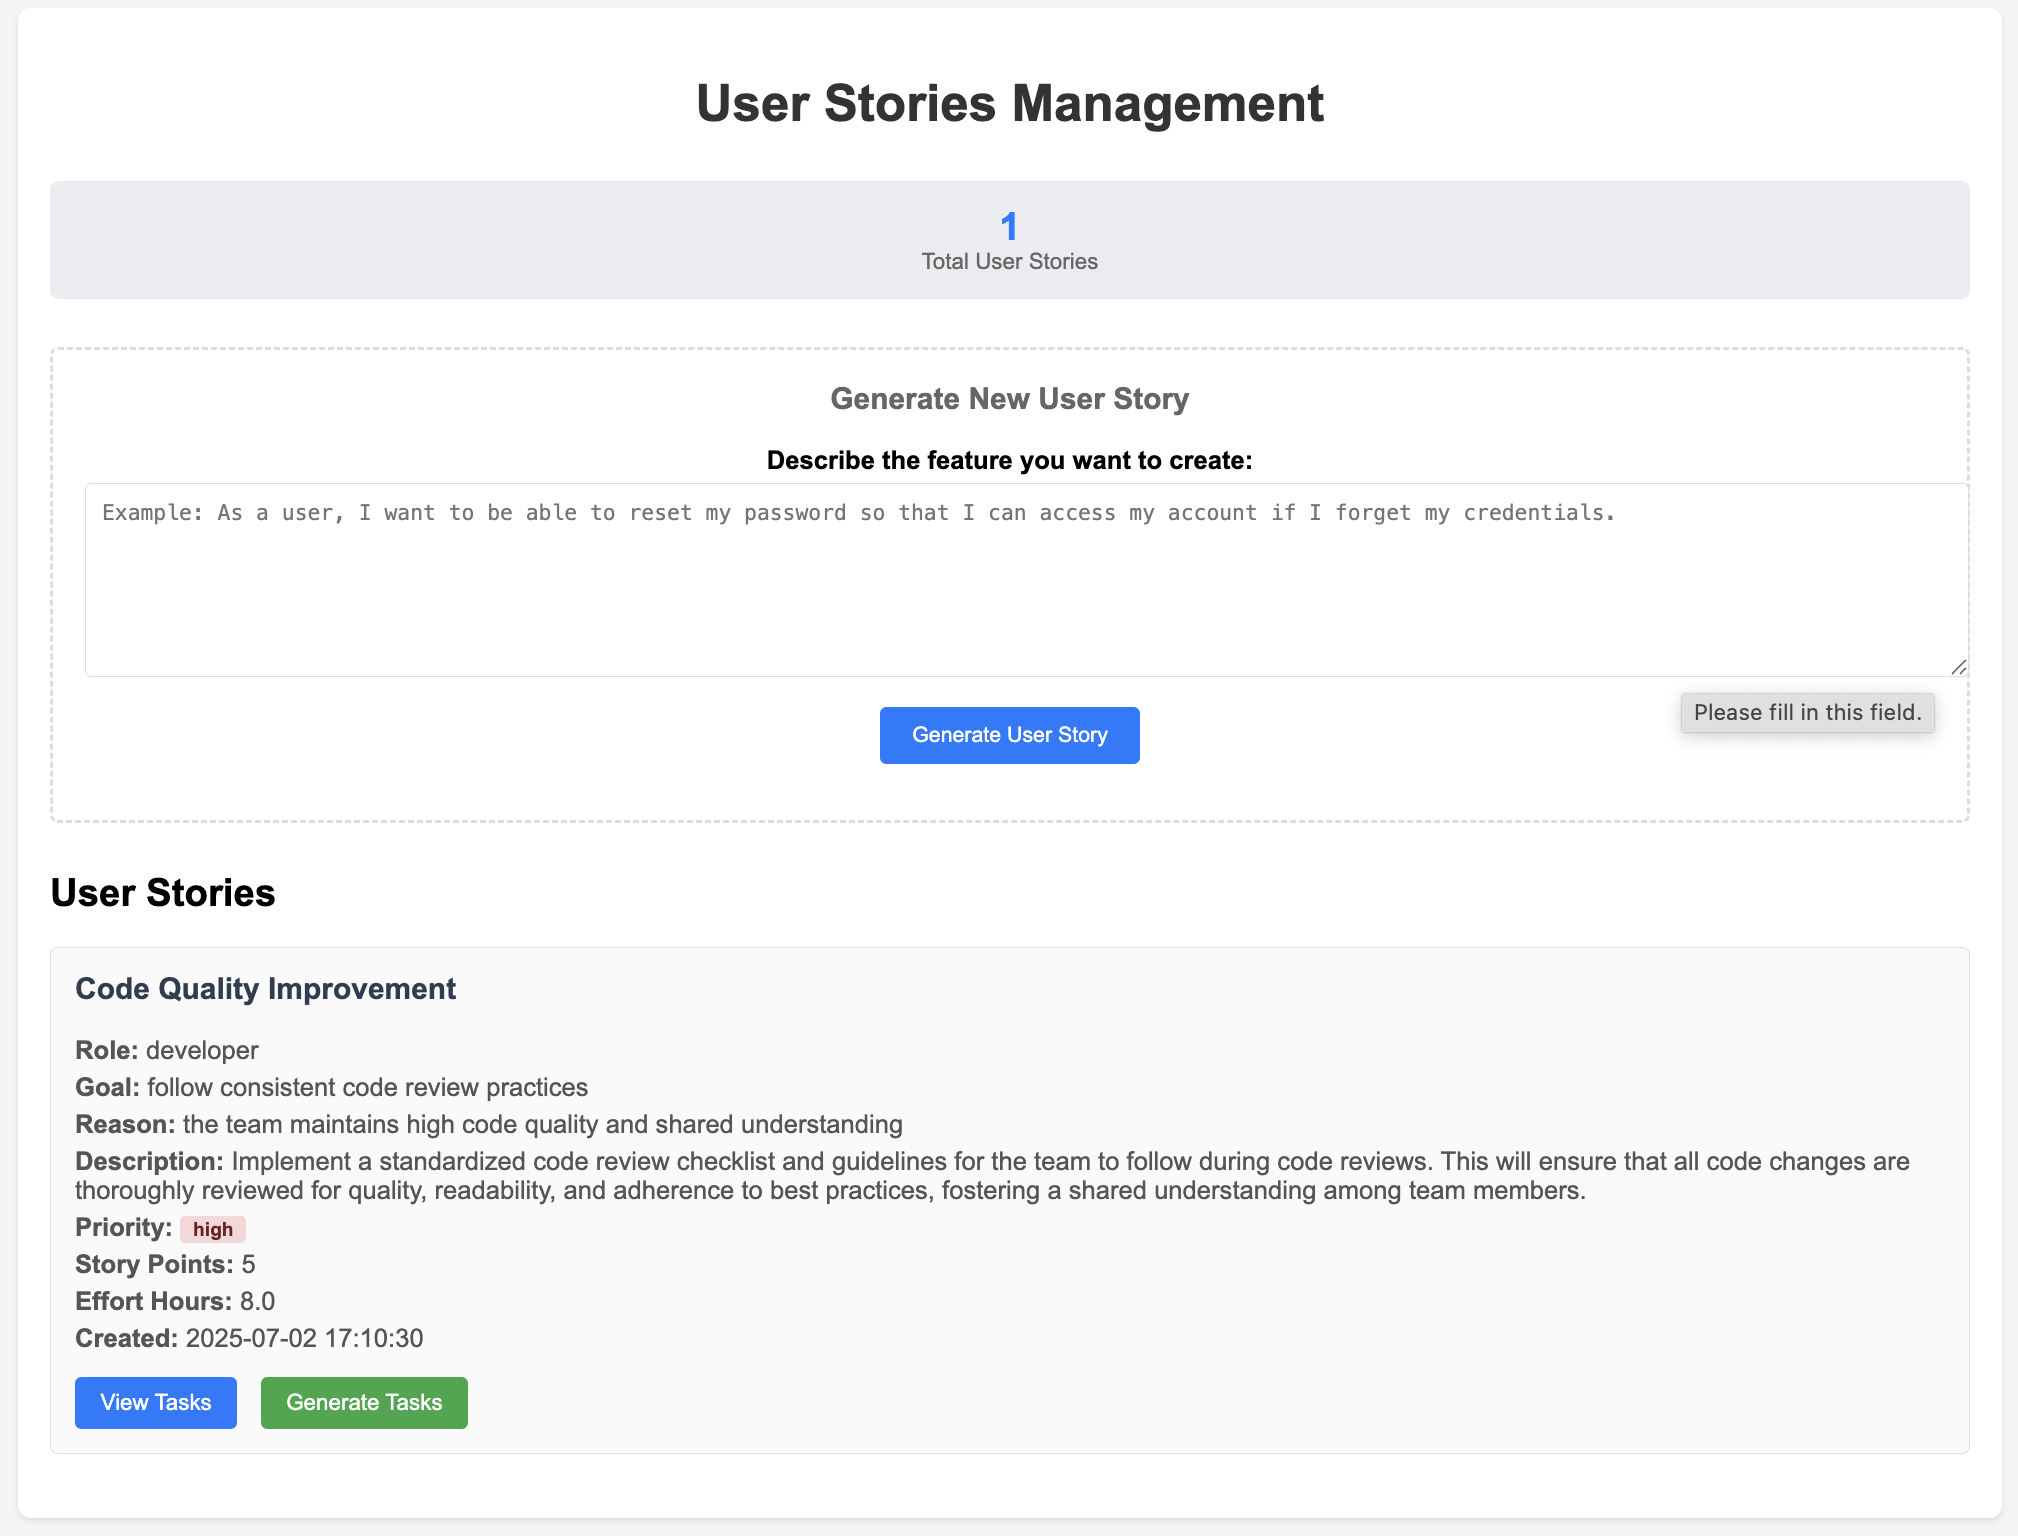 User Stories Management
1
Total User Stories
Generate New User Story
Describe the feature you want to create:
Example: As a user, I want to be able to reset my password so that I can access my account if I forget my credentials.
Please fill in this field.
Generate User Story
User Stories
Code Quality Improvement
Role: developer
Goal: follow consistent code review practices
Reason: the team maintains high code quality and shared understanding
Description: Implement a standardized code review checklist and guidelines for the team to follow during code reviews. This will ensure that all code changes are
thoroughly reviewed for quality, readability, and adherence to best practices, fostering a shared understanding among team members.
Priority: high
Story Points: 5
Effort Hours: 8.0
Created: 2025-07-02 17:10:30
View Tasks Generate Tasks